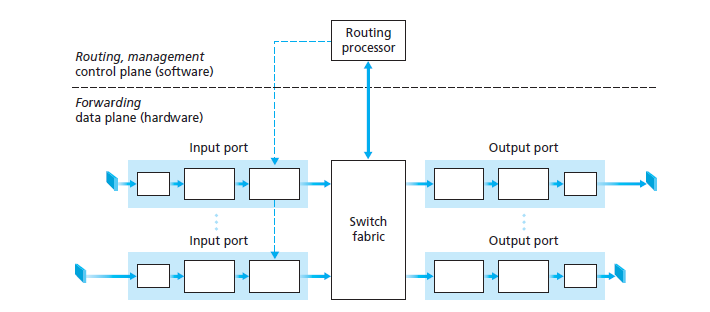 Routing
processor
Routing, management
control plane (software)
Forwarding
data plane (hardware)
Input port
Output port
Switch
fabric
Input port
Output port